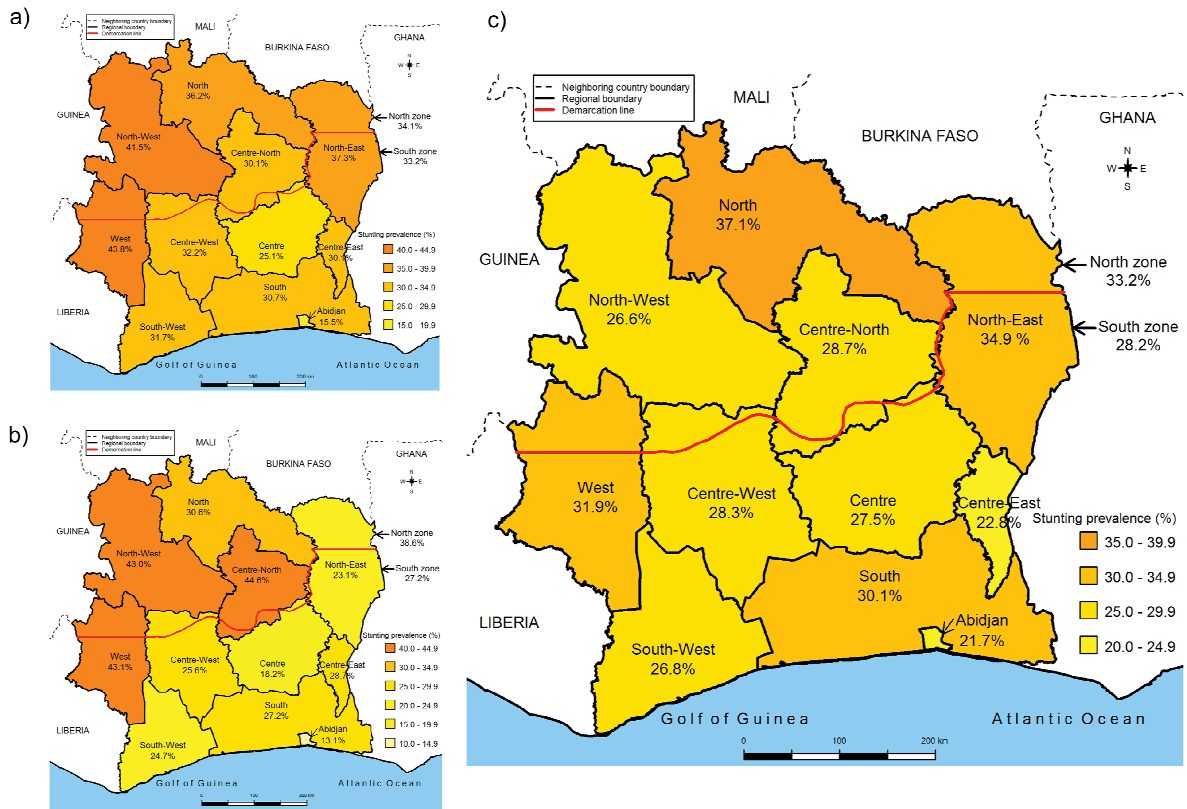 a)
MALI
GHANA
BURKINA FASO
Neighboring country boundary
Regional boundary
Demarcation line
N
W E
S
GUINEA
North
36.2%
North-West
41.5%
Centre-North
30.1%
North-East
37.3%
North zone
34.1%
South zone
33.2%
West
43.8%
Centre-West
32.2%
Centre
25.1%
Centre-East
30.1%
South
30.7%
South-West
31.7%
Abidjan
15.5%
LIBERIA
Stunting prevalence (%)
40.0 - 44.9
35.0 - 39.9
30.0 - 34.9
25.0 - 29.9
15.0 - 19.9
Golf of Guinea
Atlantic Ocean
0 50 100 200 km
b)
MALI
GHANA
BURKINA FASO
Neighboring country boundary
Regional boundary
Demarcation line
N
W E
S
GUINEA
North
30.6%
North-West
43.0%
Centre-North
44.6%
North-East
23.1%
North zone
38.6%
South zone
27.2%
West
43.1%
Centre-West
25.6%
Centre
18.2%
Centre-East
28.7%
South
27.2%
South-West
24.7%
Abidjan
13.1%
LIBERIA
Stunting prevalence (%)
40.0 - 44.9
30.0 - 34.9
25.0 - 29.9
20.0 - 24.9
15.0 - 19.9
10.0 - 14.9
Golf of Guinea
Atlantic Ocean
0 50 100 200 km
c)
Neighboring country boundary
Regional boundary
Demarcation line
MALI
BURKINA FASO
GHANA
N
W E
S
GUINEA
North
37.1%
North-West
26.6%
Centre-North
28.7%
North-East
34.9 %
North zone
33.2%
South zone
28.2%
West
31.9%
Centre-West
28.3%
Centre
27.5%
Centre-East
22.8%
South
30.1%
South-West
26.8%
Abidjan
21.7%
LIBERIA
Stunting prevalence (%)
35.0 - 39.9
30.0 - 34.9
25.0 - 29.9
20.0 - 24.9
Golf of Guinea
Atlantic Ocean
0 50 100 200 km